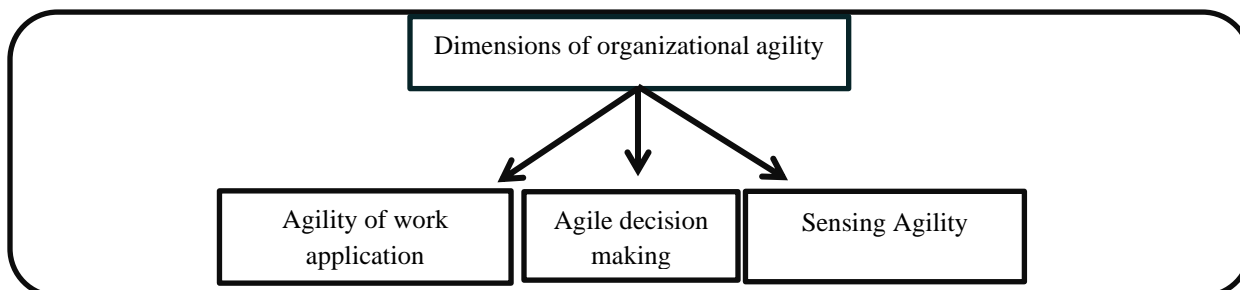 Dimensions of organizational agility
Agility of work
application
Agile decision
making
Sensing Agility